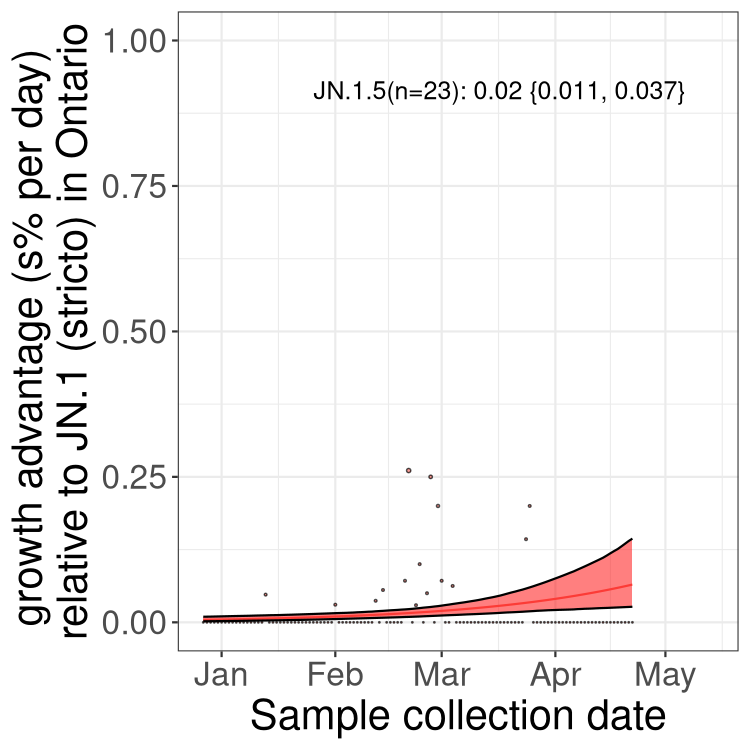 growth advantage (s% per day)
relative to JN.1 (stricto) in Ontario
1.00
0.75
0.50
0.25
0.00
JN.1.5(n=23): 0.02 {0.011, 0.037}
Jan Feb Mar Apr May
Sample collection date